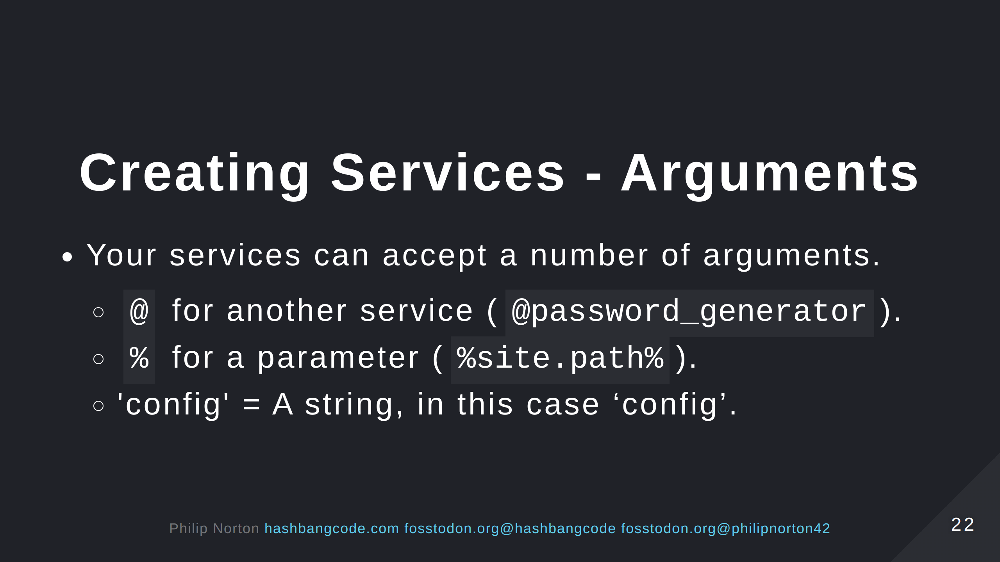 Creating Services - Arguments
• Your services can accept a number of arguments.
○ @ for another service ( @password_generator ).
○ % for a parameter ( %site.path% ).
○ 'config' = A string, in this case ‘config’.
Philip Norton hashbangcode.com fosstodon.org@hashbangcode fosstodon.org@philipnorton42
22